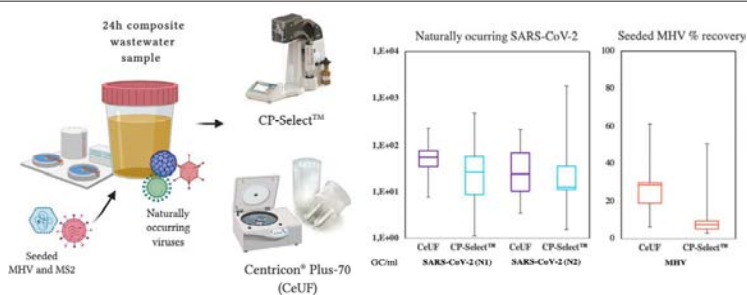 24h composite
wastewater
sample
CP-Select™
Naturally
occurring
viruses
Seeded
MHV and MS2
Centricon® Plus-70
(CeUF)
Naturally ocurring SARS-CoV-2
1,E+04
1,E+03
1,E+02
1,E+01
1,E+00
CeUF CP-Select™ CeUF CP-Select™
GC/ml SARS-CoV-2 (N1) SARS-CoV-2 (N2)
Seeded MHV % recovery
100
80
60
40
20
0
CeUF CP-Select™
MHV